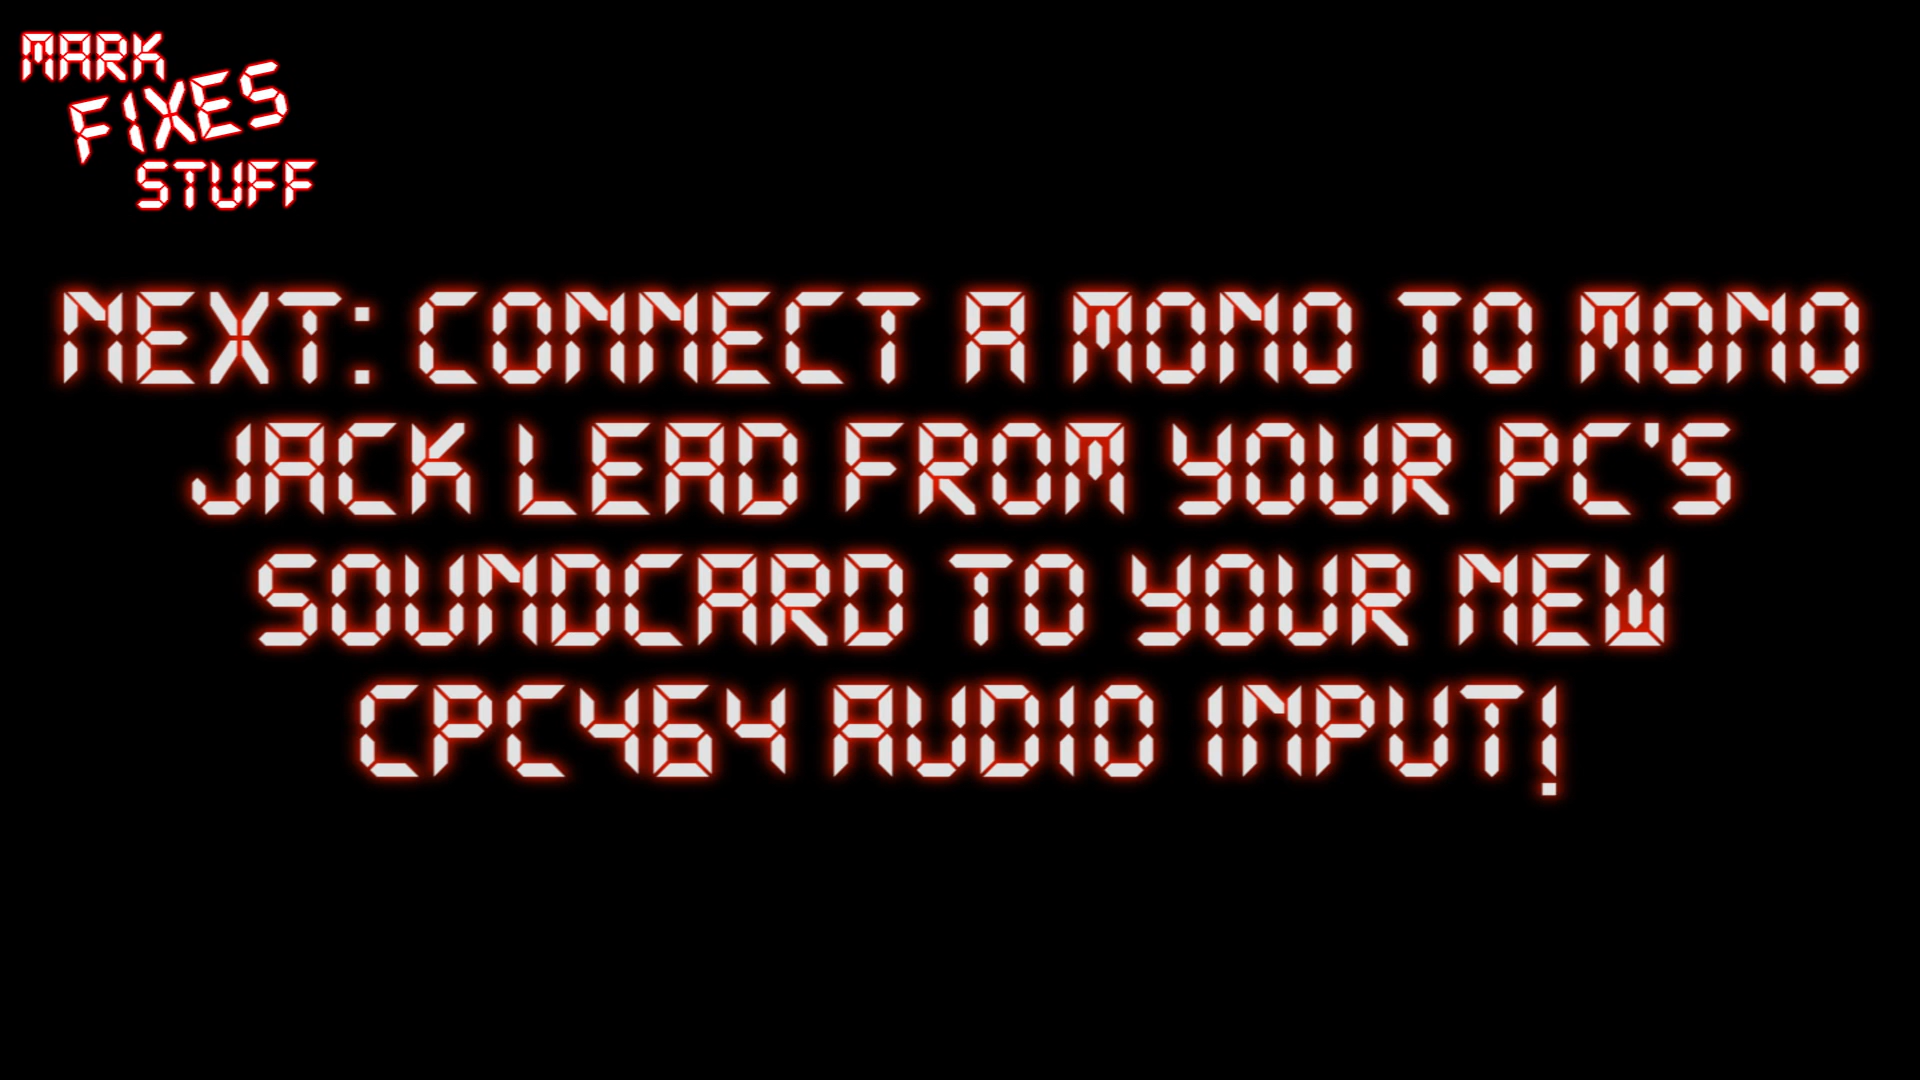 MARK
FIXES
STUFF
NEXT: CONNECT A MONO TO MONO
JACK LEAD FROM YOUR PC'S
SOUNDCARD TO YOUR NEW
CPC464 AUDIO INPUT!